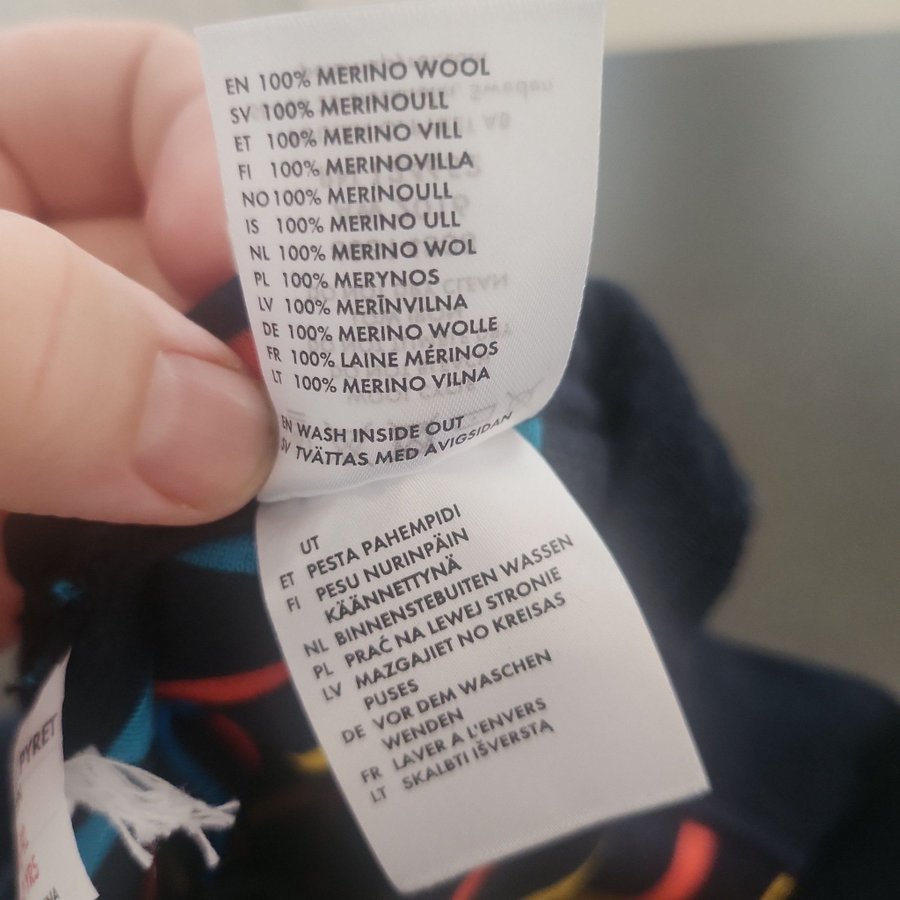 EN 100% MERINO WOOL
SV 100% MERINOULL
ET 100% MERINO VILL
FI 100% MERINOVILLA
NO 100% MERINOULL
IS 100% MERINO ULL
NL 100% MERINO WOL
PL 100% MERYNOS
LV 100% MERĪNVILNA
DE 100% MERINO WOLLE
FR 100% LAINE MÉRINOS
LT 100% MERINO VILNA
EN WASH INSIDE OUT
SV TVÄTTAS MED AVIGSIDAN
UT
ET PESTA PAHEMPIDI
FI PESU NURINPÄIN
KÄÄNNETTYNÄ
NL BINNENSTEBUITEN WASSEN
PL PRAĆ NA LEWEJ STRONIE
LV MAZGAJIET NO KREISAS
PUSES
DE VOR DEM WASCHEN
WENDEN
FR LAVER A L'ENVERS
LT SKALBTI IŠVERSTA
PYRET